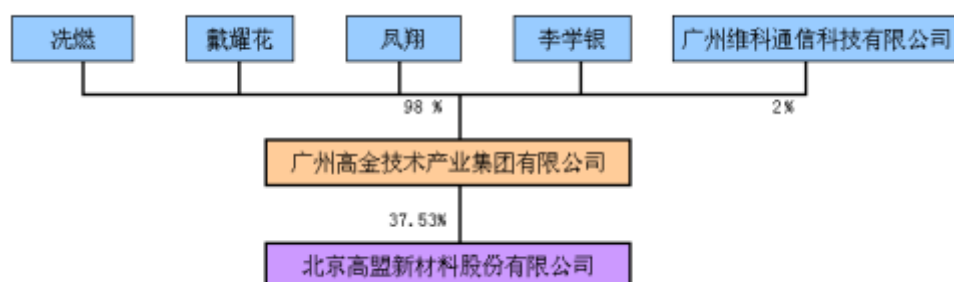 冼燃
戴耀花
凤翔
李学银
广州维科通信科技有限公司
98 %
2%
广州高金技术产业集团有限公司
37.53%
北京高盟新材料股份有限公司